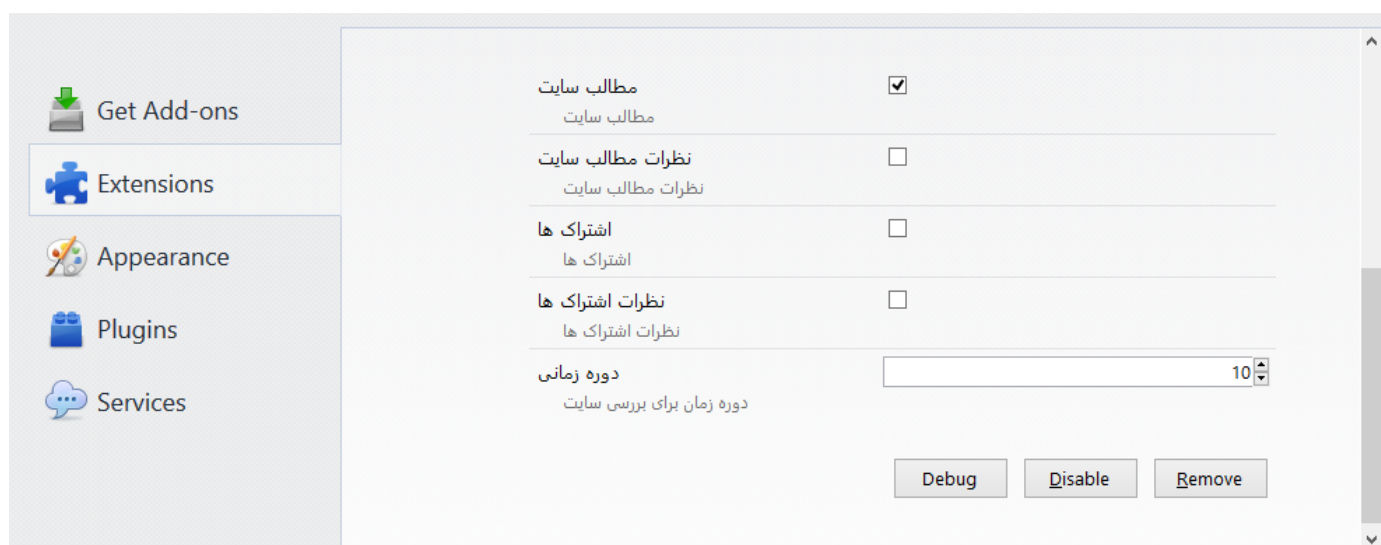 Get Add-ons
Extensions
Appearance
Plugins
Services
مطالب سایت
مطالب سایت
نظرات مطالب سایت
نظرات مطالب سایت
اشتراک ها
اشتراک ها
نظرات اشتراک ها
نظرات اشتراک ها
دوره زمانی
10
دوره زمان برای بررسی سایت
Debug Disable Remove